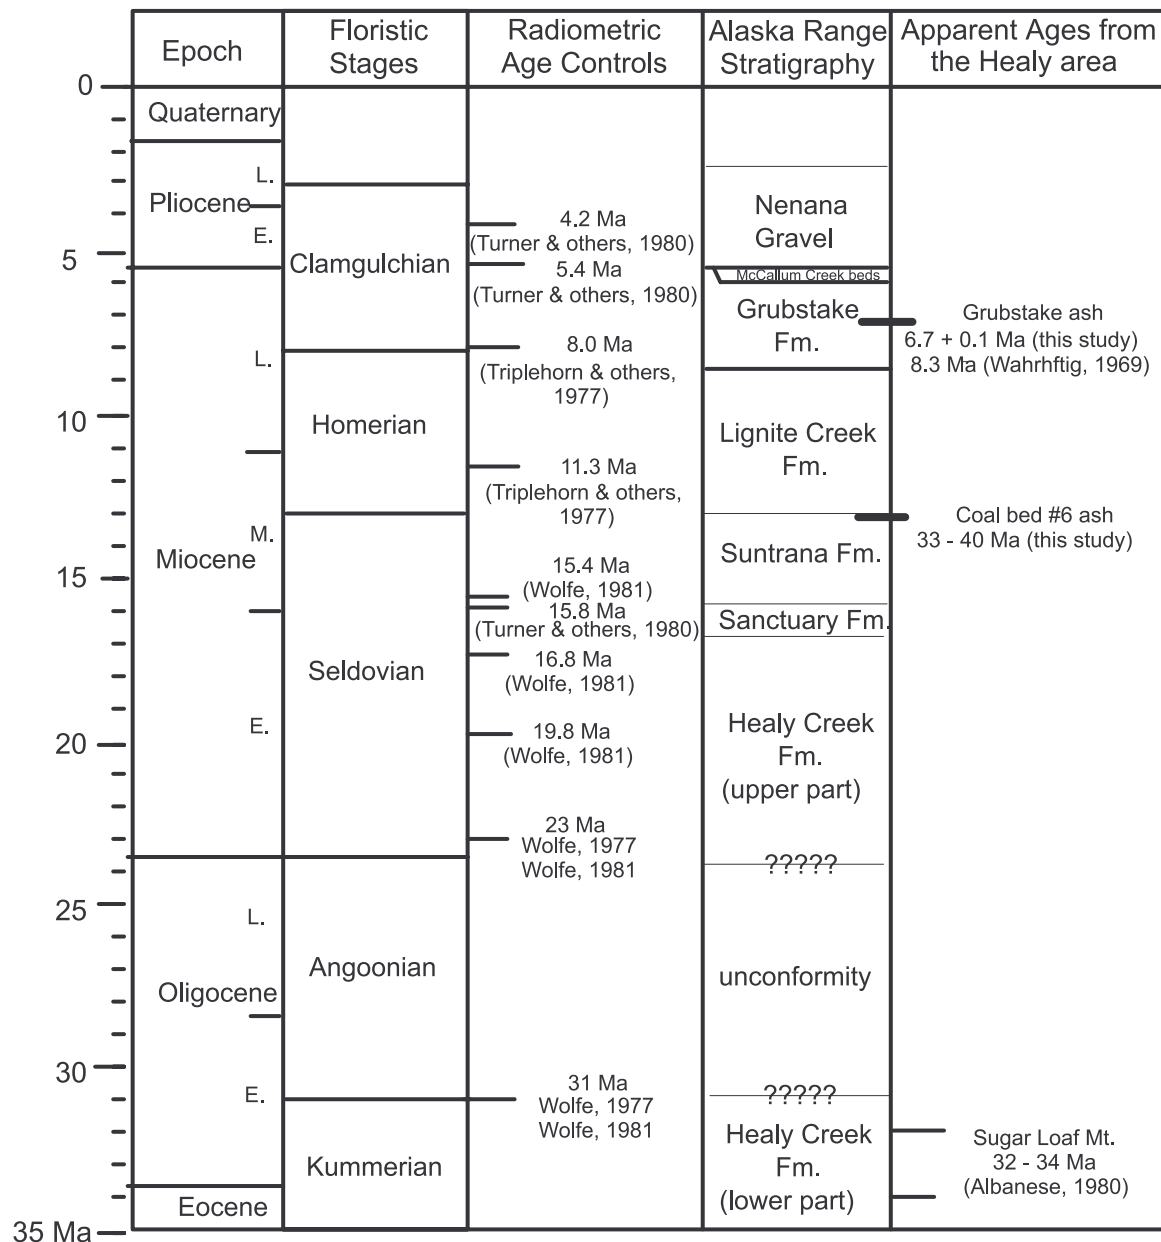 Epoch
Floristic
Stages
Radiometric
Age Controls
Alaska Range
Stratigraphy
Apparent Ages from
the Healy area
0
5
10
15
20
25
30
35 Ma
Quaternary
Pliocene
L.
E.
Miocene
L.
M.
E.
Oligocene
L.
E.
Eocene
Clamgulchian
Homerian
Seldovian
Angoonian
Kummerian
4.2 Ma
(Turner & others, 1980)
5.4 Ma
(Turner & others, 1980)
8.0 Ma
(Triplehorn & others,
1977)
11.3 Ma
(Triplehorn & others,
1977)
15.4 Ma
(Wolfe, 1981)
15.8 Ma
(Turner & others, 1980)
16.8 Ma
(Wolfe, 1981)
19.8 Ma
(Wolfe, 1981)
23 Ma
Wolfe, 1977
Wolfe, 1981
31 Ma
Wolfe, 1977
Wolfe, 1981
Nenana
Gravel
McCallum Creek beds
Grubstake
Fm.
Lignite Creek
Fm.
Suntrana Fm.
Sanctuary Fm.
Healy Creek
Fm.
(upper part)
?????
unconformity
?????
Healy Creek
Fm.
(lower part)
Grubstake ash
6.7 + 0.1 Ma (this study)
8.3 Ma (Wahrhftig, 1969)
Coal bed #6 ash
33 - 40 Ma (this study)
Sugar Loaf Mt.
32 - 34 Ma
(Albanese, 1980)